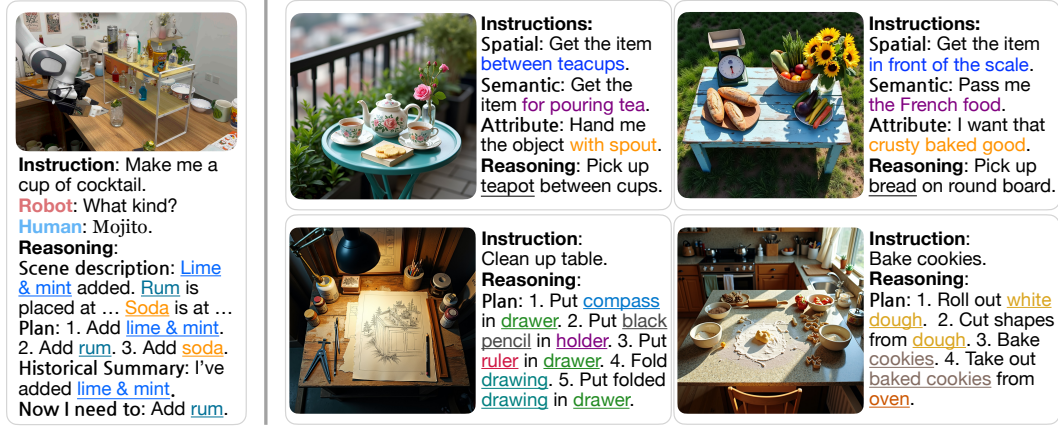 Instruction: Make me a
cup of cocktail.
Robot: What kind?
Human: Mojito.
Reasoning:
Scene description: Lime
& mint added. Rum is
placed at ... Soda is at ...
Plan: 1. Add lime & mint.
2. Add rum. 3. Add soda.
Historical Summary: I've
added lime & mint.
Now I need to: Add rum.
Instructions:
Spatial: Get the item
between teacups.
Semantic: Get the
item for pouring tea.
Attribute: Hand me
the object with spout.
Reasoning: Pick up
teapot between cups.
Instructions:
Spatial: Get the item
in front of the scale.
Semantic: Pass me
the French food.
Attribute: I want that
crusty baked good.
Reasoning: Pick up
bread on round board.
Instruction:
Clean up table.
Reasoning:
Plan: 1. Put compass
in drawer. 2. Put black
pencil in holder. 3. Put
ruler in drawer. 4. Fold
drawing. 5. Put folded
drawing in drawer.
Instruction:
Bake cookies.
Reasoning:
Plan: 1. Roll out white
dough. 2. Cut shapes
from dough. 3. Bake
cookies. 4. Take out
baked cookies from
oven.